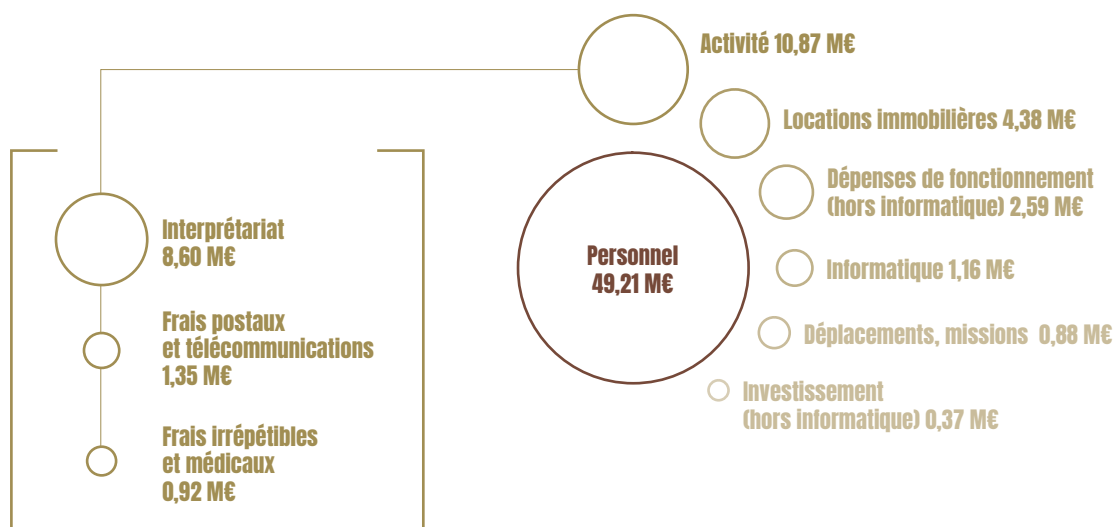 Activité 10,87 M€
Locations immobilières 4,38 M€
Dépenses de fonctionnement
(hors informatique) 2,59 M€
Informatique 1,16 M€
Déplacements, missions 0,88 M€
Investissement
(hors informatique) 0,37 M€
Personnel
49,21 M€
Interprétariat
8,60 M€
Frais postaux
et télécommunications
1,35 M€
Frais irrépétibles
et médicaux
0,92 M€